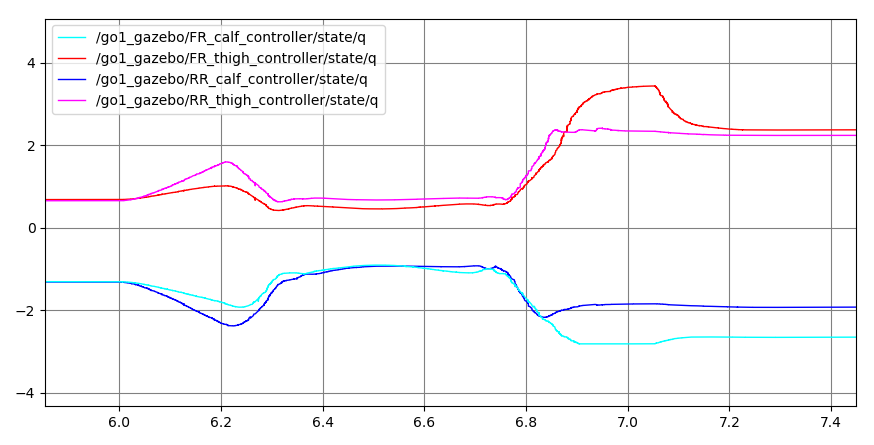 /go1_gazebo/FR_calf_controller/state/q
/go1_gazebo/FR_thigh_controller/state/q
/go1_gazebo/RR_calf_controller/state/q
/go1_gazebo/RR_thigh_controller/state/q
4
2
0
−2
−4
6.0 6.2 6.4 6.6 6.8 7.0 7.2 7.4